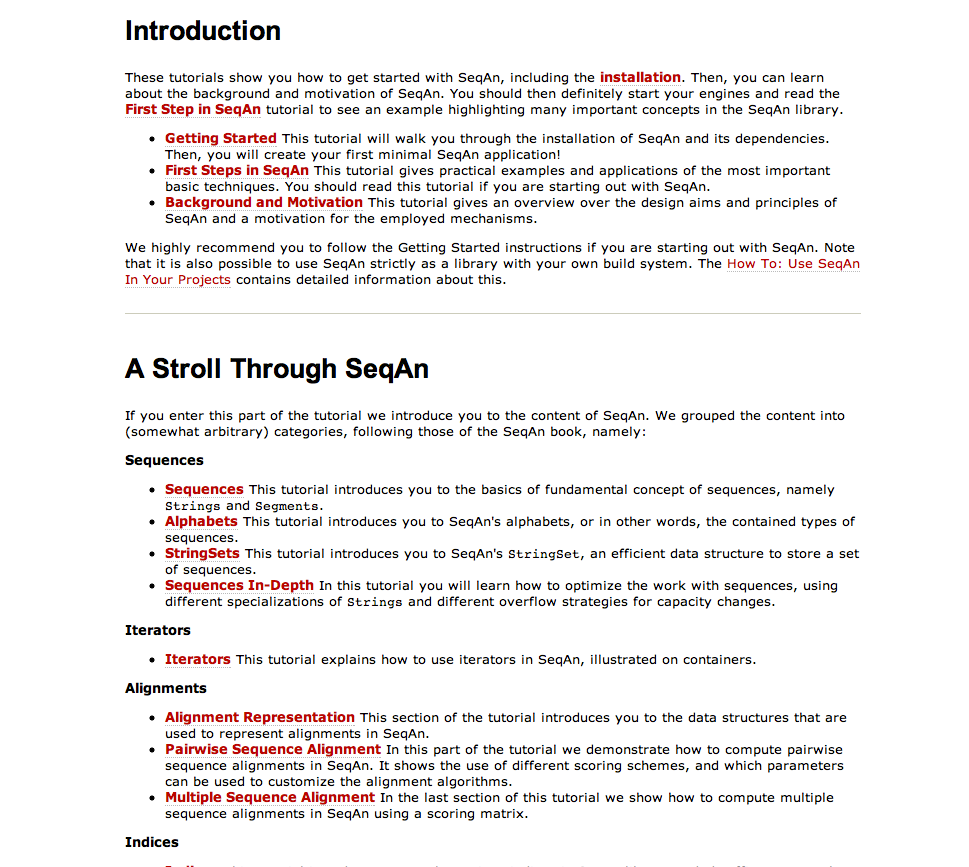 Introduction
These tutorials show you how to get started with SeqAn, including the installation. Then, you can learn
about the background and motivation of SeqAn. You should then definitely start your engines and read the
First Step in SeqAn tutorial to see an example highlighting many important concepts in the SeqAn library.
Getting Started This tutorial will walk you through the installation of SeqAn and its dependencies.
Then, you will create your first minimal SeqAn application!
First Steps in SeqAn This tutorial gives practical examples and applications of the most important
basic techniques. You should read this tutorial if you are starting out with SeqAn.
Background and Motivation This tutorial gives an overview over the design aims and principles of
SeqAn and a motivation for the employed mechanisms.
We highly recommend you to follow the Getting Started instructions if you are starting out with SeqAn. Note
that it is also possible to use SeqAn strictly as a library with your own build system. The How To: Use SeqAn
In Your Projects contains detailed information about this.
A Stroll Through SeqAn
If you enter this part of the tutorial we introduce you to the content of SeqAn. We grouped the content into
(somewhat arbitrary) categories, following those of the SeqAn book, namely:
Sequences
Sequences This tutorial introduces you to the basics of fundamental concept of sequences, namely
Strings and Segments.
Alphabets This tutorial introduces you to SeqAn's alphabets, or in other words, the contained types of
sequences.
StringSets This tutorial introduces you to SeqAn's StringSet, an efficient data structure to store a set
of sequences.
Sequences In-Depth In this tutorial you will learn how to optimize the work with sequences, using
different specializations of Strings and different overflow strategies for capacity changes.
Iterators
Iterators This tutorial explains how to use iterators in SeqAn, illustrated on containers.
Alignments
Alignment Representation This section of the tutorial introduces you to the data structures that are
used to represent alignments in SeqAn.
Pairwise Sequence Alignment In this part of the tutorial we demonstrate how to compute pairwise
sequence alignments in SeqAn. It shows the use of different scoring schemes, and which parameters
can be used to customize the alignment algorithms.
Multiple Sequence Alignment In the last section of this tutorial we show how to compute multiple
sequence alignments in SeqAn using a scoring matrix.
Indices